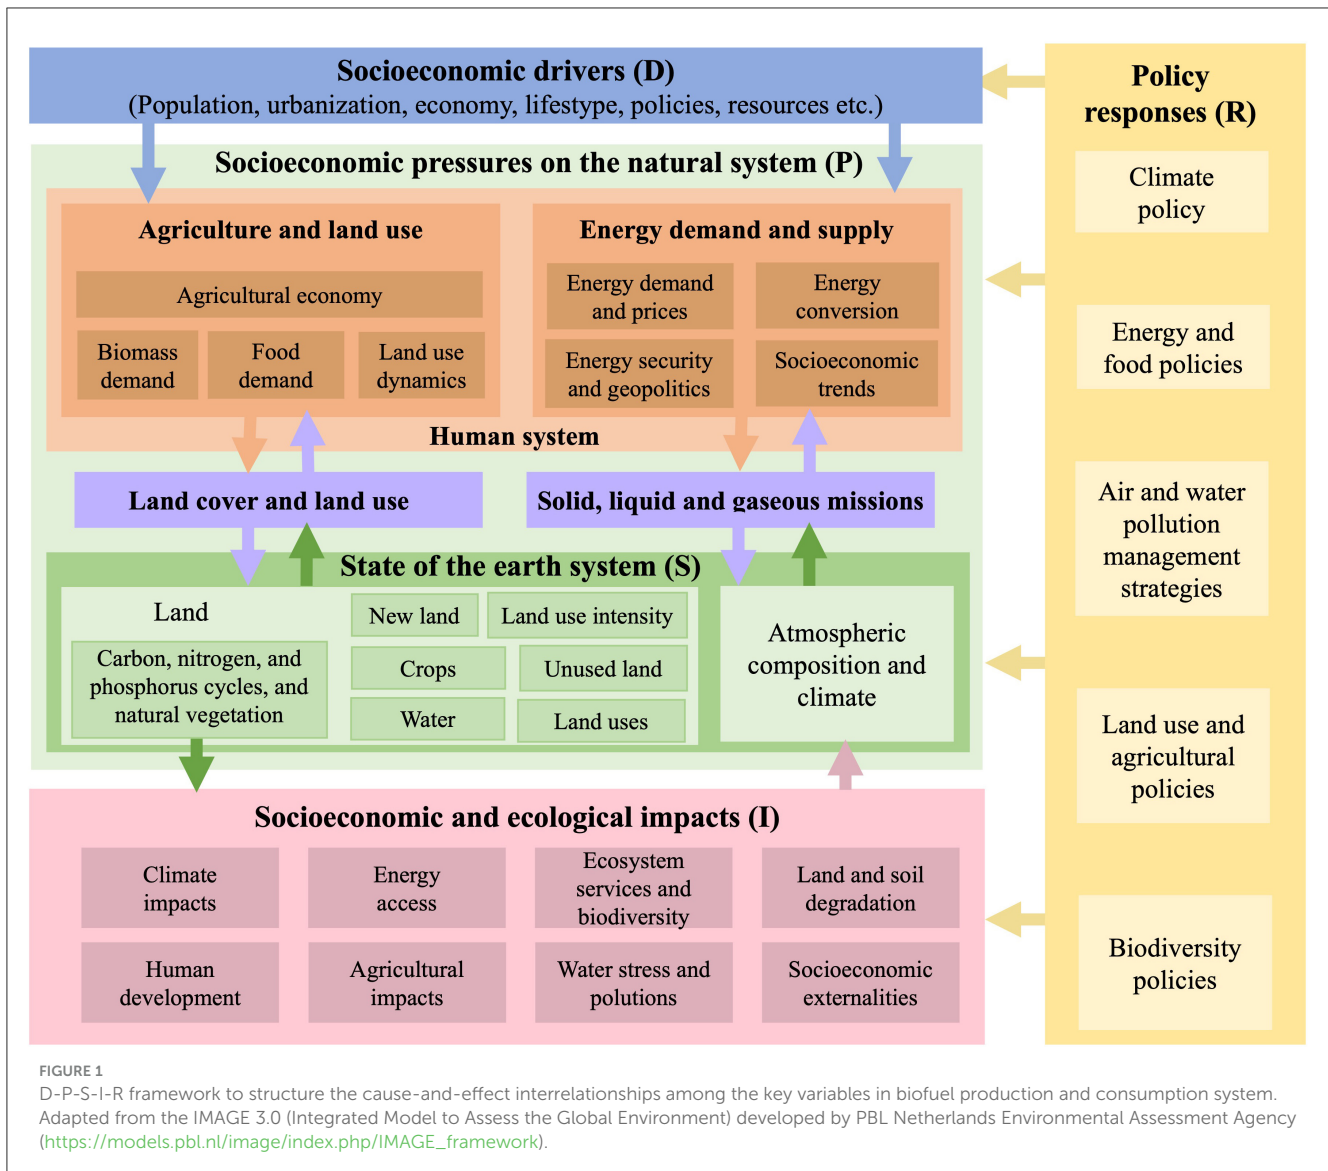 Socioeconomic drivers (D)
(Population, urbanization, economy, lifestype, policies, resources etc.)
Socioeconomic pressures on the natural system (P)
Agriculture and land use
Agricultural economy
Biomass
demand
Food
demand
Land use
dynamics
Energy demand and supply
Energy demand
and prices
Energy
conversion
Energy security
and geopolitics
Socioeconomic
trends
Human system
Land cover and land use
Solid, liquid and gaseous missions
State of the earth system (S)
Land
Carbon, nitrogen, and
phosphorus cycles, and
natural vegetation
New land
Land use intensity
Crops
Unused land
Water
Land uses
Atmospheric
composition and
climate
Socioeconomic and ecological impacts (I)
Climate
impacts
Energy
access
Ecosystem
services and
biodiversity
Land and soil
degradation
Human
development
Agricultural
impacts
Water stress and
polutions
Socioeconomic
externalities
Policy
responses (R)
Climate
policy
Energy and
food policies
Air and water
pollution
management
strategies
Land use and
agricultural
policies
Biodiversity
policies
FIGURE 1
D-P-S-I-R framework to structure the cause-and-effect interrelationships among the key variables in biofuel production and consumption system.
Adapted from the IMAGE 3.0 (Integrated Model to Assess the Global Environment) developed by PBL Netherlands Environmental Assessment Agency
(https://models.pbl.nl/image/index.php/IMAGE_framework).